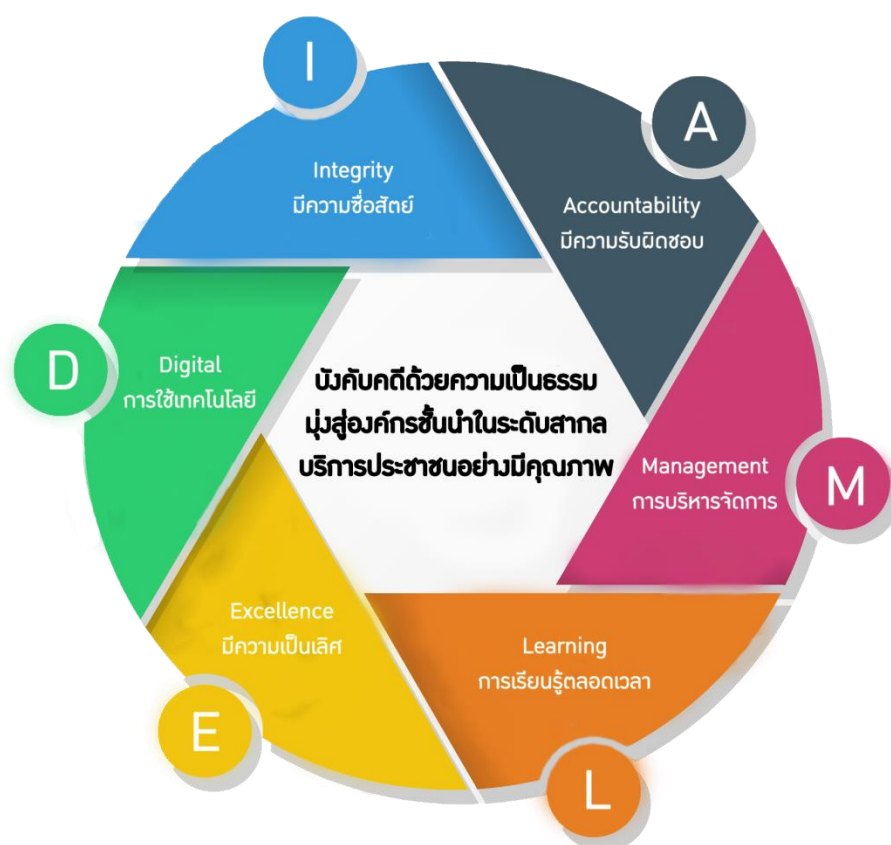 I
Integrity
มีความซื่อสัตย์
A
Accountability
มีความรับผิดชอบ
M
Management
การบริหารจัดการ
L
Learning
การเรียนรู้ตลอดเวลา
E
Excellence
มีความเป็นเลิศ
D
Digital
การใช้เทคโนโลยี
บังคับคดีด้วยความเป็นธรรม
มุ่งสู่องค์กรชั้นนำในระดับสากล
บริการประชาชนอย่างมีคุณภาพ